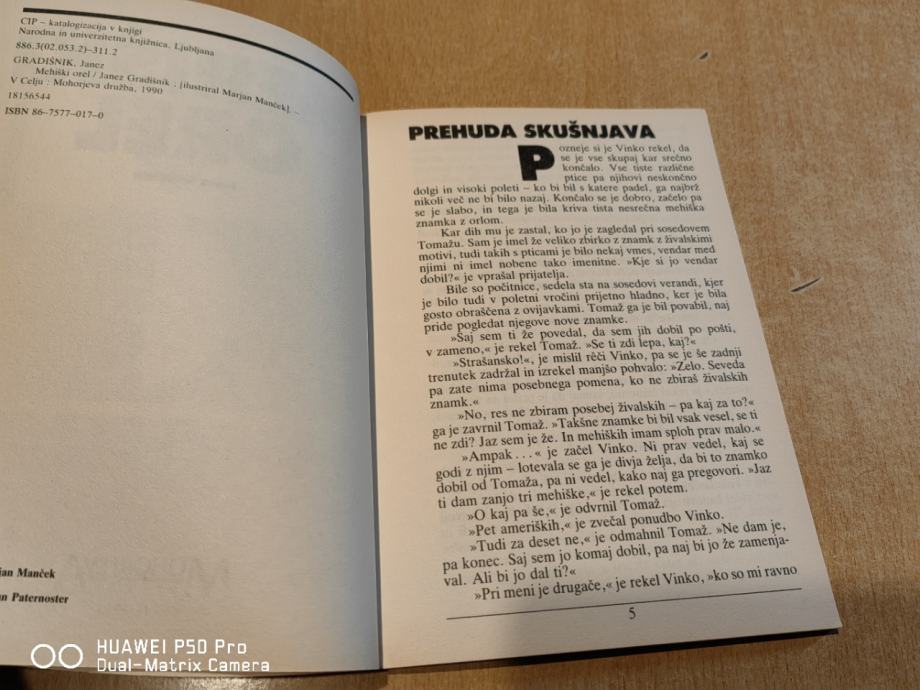 CIP – katalogizacija v knjigi
Narodna in univerzitetna knjižnica, Ljubljana
886.3(02.053.2)–311.2
GRADIŠNIK, Janez
Mehiški orel / Janez Gradišnik ; [ilustriral Marjan Manček]. –
V Celju : Mohorjeva družba, 1990
18156544
ISBN 86–7577–017–0
Manček
Paternoster
PREHUDA SKUŠNJAVA
Pozneje si je Vinko rekel, da
se je vse skupaj kar srečno
končalo. Vse tiste različne
ptice pa njihovi neskončno
dolgi in visoki poleti – ko bi bil s katere padel, ga najbrž
nikoli več ne bi bilo nazaj. Končalo se je dobro, začelo pa
se je slabo, in tega je bila kriva tista nesrečna mehiška
znamka z orlom.
Kar dih mu je zastal, ko jo je zagledal pri sosedovem
Tomažu. Sam je imel že veliko zbirko z znamk z živalskimi
motivi, tudi takih s pticami je bilo nekaj vmes, vendar med
njimi ni imel nobene tako imenitne. »Kje si jo vendar
dobil?« je vprašal prijatelja.
Bile so počitnice, sedela sta na sosedovi verandi, kjer
je bilo tudi v poletni vročini prijetno hladno, ker je bila
gosto obraščena z ovijavkami. Tomaž ga je bil povabil, naj
pride pogledat njegove nove znamke.
»Saj sem ti že povedal, da sem jih dobil po pošti,
v zameno,« je rekel Tomaž. »Se ti zdi lepa, kaj?«
»Strašansko!«, je mislil rêči Vinko, pa se je še zadnji
trenutek zadržal in izrekel manjšo pohvalo: »Zelo. Seveda
pa zate nima posebnega pomena, ko ne zbiraš živalskih
znamk.«
»No, res ne zbiram posebej živalskih – pa kaj za to?«
ga je zavrnil Tomaž. »Takšne znamke bi bil vsak vesel, se ti
ne zdi? Jaz sem je že. In mehiških imam sploh prav malo.«
»Ampak . . .« je začel Vinko. Ni prav vedel, kaj se
godi z njim – lotevala se ga je divja želja, da bi to znamko
dobil od Tomaža, pa ni vedel, kako naj ga pregovori. »Jaz
ti dam zanjo tri mehiške,« je rekel potem.
»O kaj pa še,« je odvrnil Tomaž.
»Pet ameriških,« je zvečal ponudbo Vinko.
»Tudi za deset ne,« je odmahnil Tomaž. »Ne dam je,
pa konec. Saj sem jo komaj dobil, pa naj bi jo že zamenja-
val. Ali bi jo dal ti?«
»Pri meni je drugače,« je rekel Vinko, »ko so mi ravno
5
HUAWEI P50 Pro
Dual-Matrix Camera